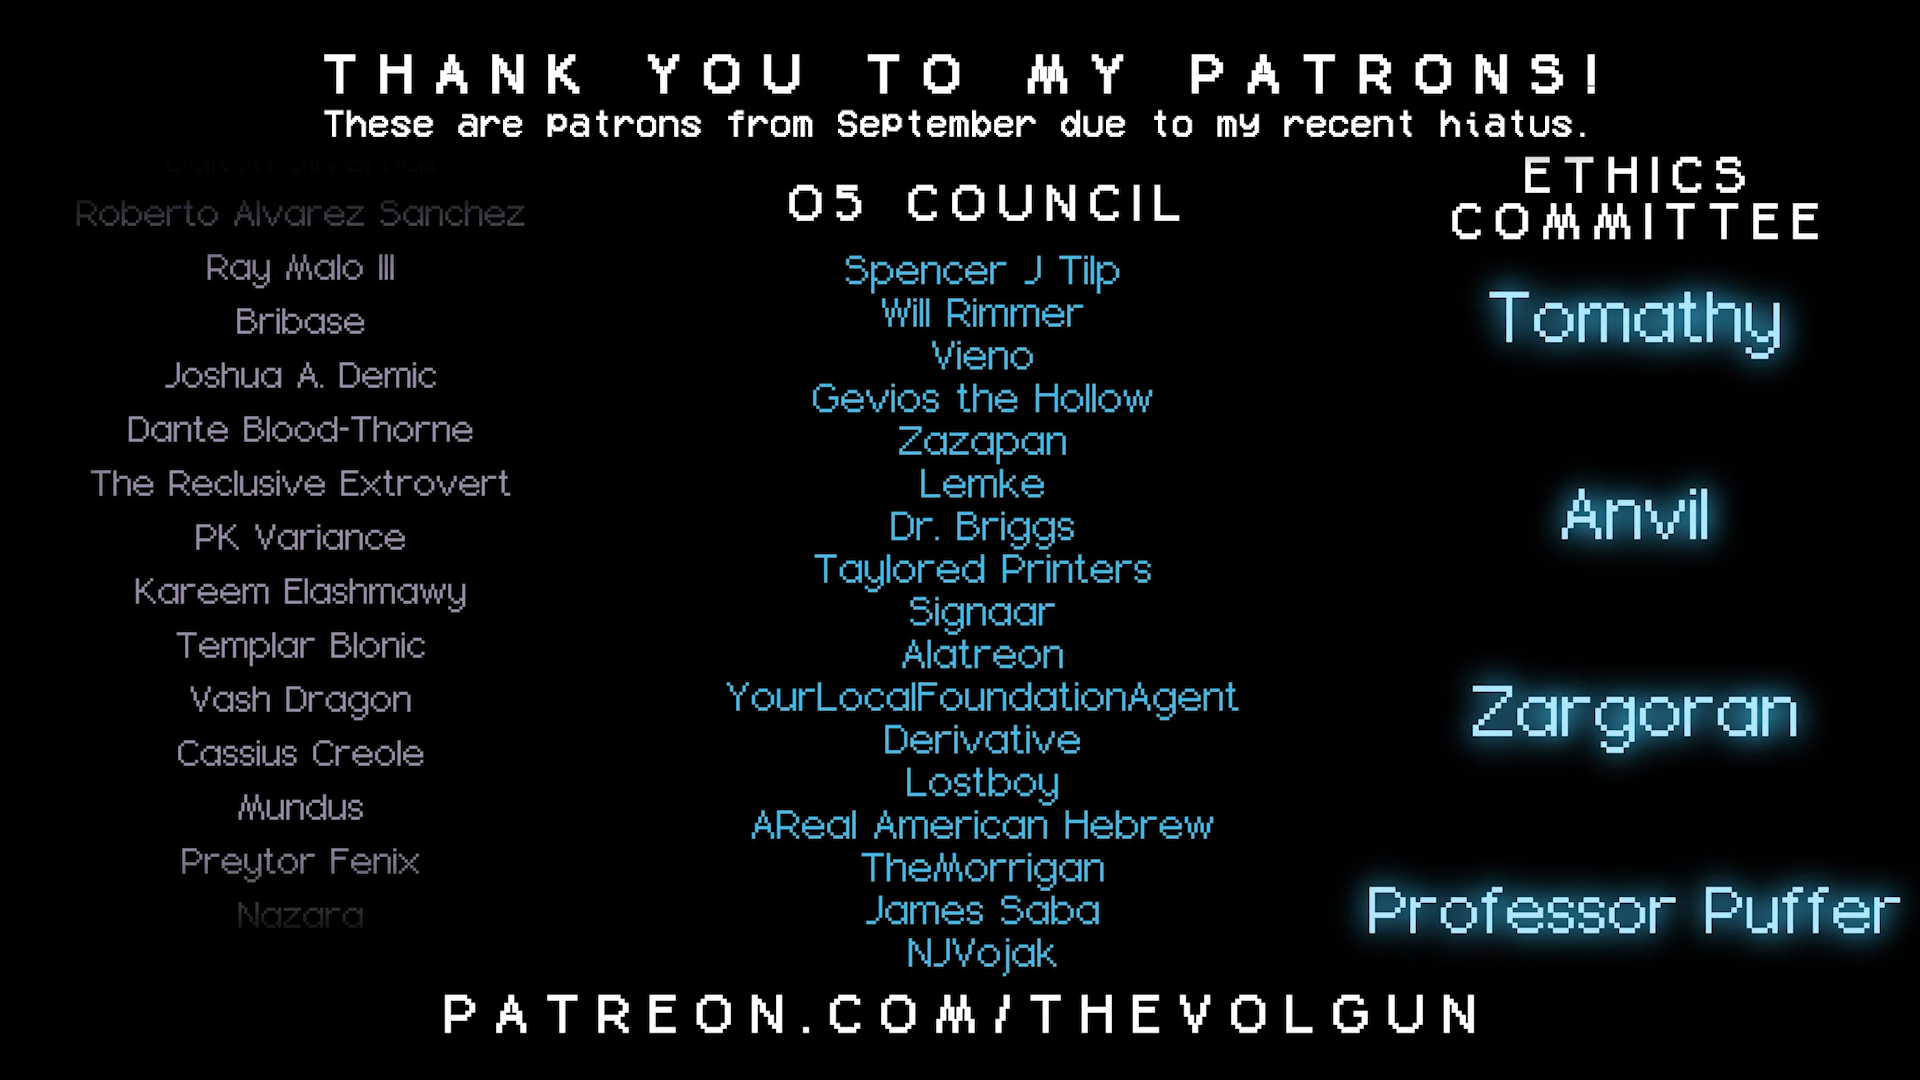 THANK YOU TO MY PATRONS!
These are patrons from September due to my recent hiatus.
Roberto Alvarez Sanchez
Ray Malo III
Bribase
Joshua A. Demic
Dante Blood-Thorne
The Reclusive Extrovert
PK Variance
Kareem Elashmawy
Templar Blonic
Vash Dragon
Cassius Creole
Mundus
Preytor Fenix
Nazara
O5 COUNCIL
Spencer J Tilp
Will Rimmer
Vieno
Gevios the Hollow
Zazapan
Lemke
Dr. Briggs
Taylored Printers
Signaar
Alatreon
YourLocalFoundationAgent
Derivative
Lostboy
AReal American Hebrew
TheMorrigan
James Saba
NJVojak
ETHICS
COMMITTEE
Tomathy
Anvil
Zargoran
Professor Puffer
PATREON.COM/THEVOLGUN